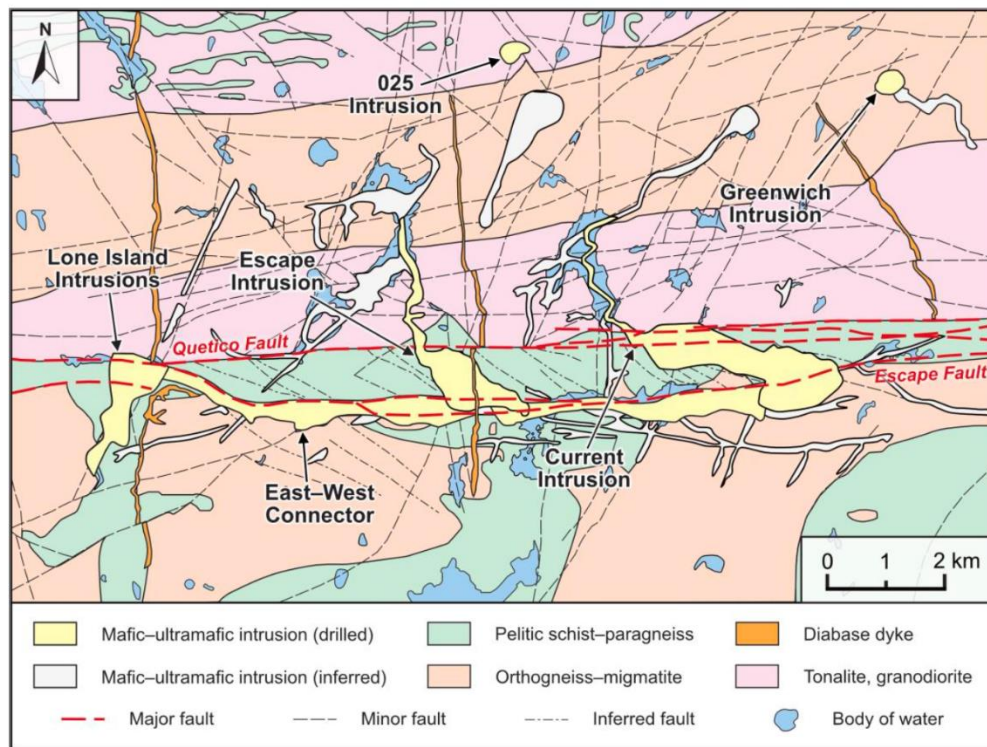 N
025
Intrusion
Greenwich
Intrusion
Lone Island
Intrusions
Escape
Intrusion
Quetico Fault
Escape Fault
Current
Intrusion
East–West
Connector
0 1 2 km
Mafic–ultramafic intrusion (drilled)
Pelitic schist–paragneiss
Diabase dyke
Mafic–ultramafic intrusion (inferred)
Orthogneiss–migmatite
Tonalite, granodiorite
Major fault
Minor fault
Inferred fault
Body of water